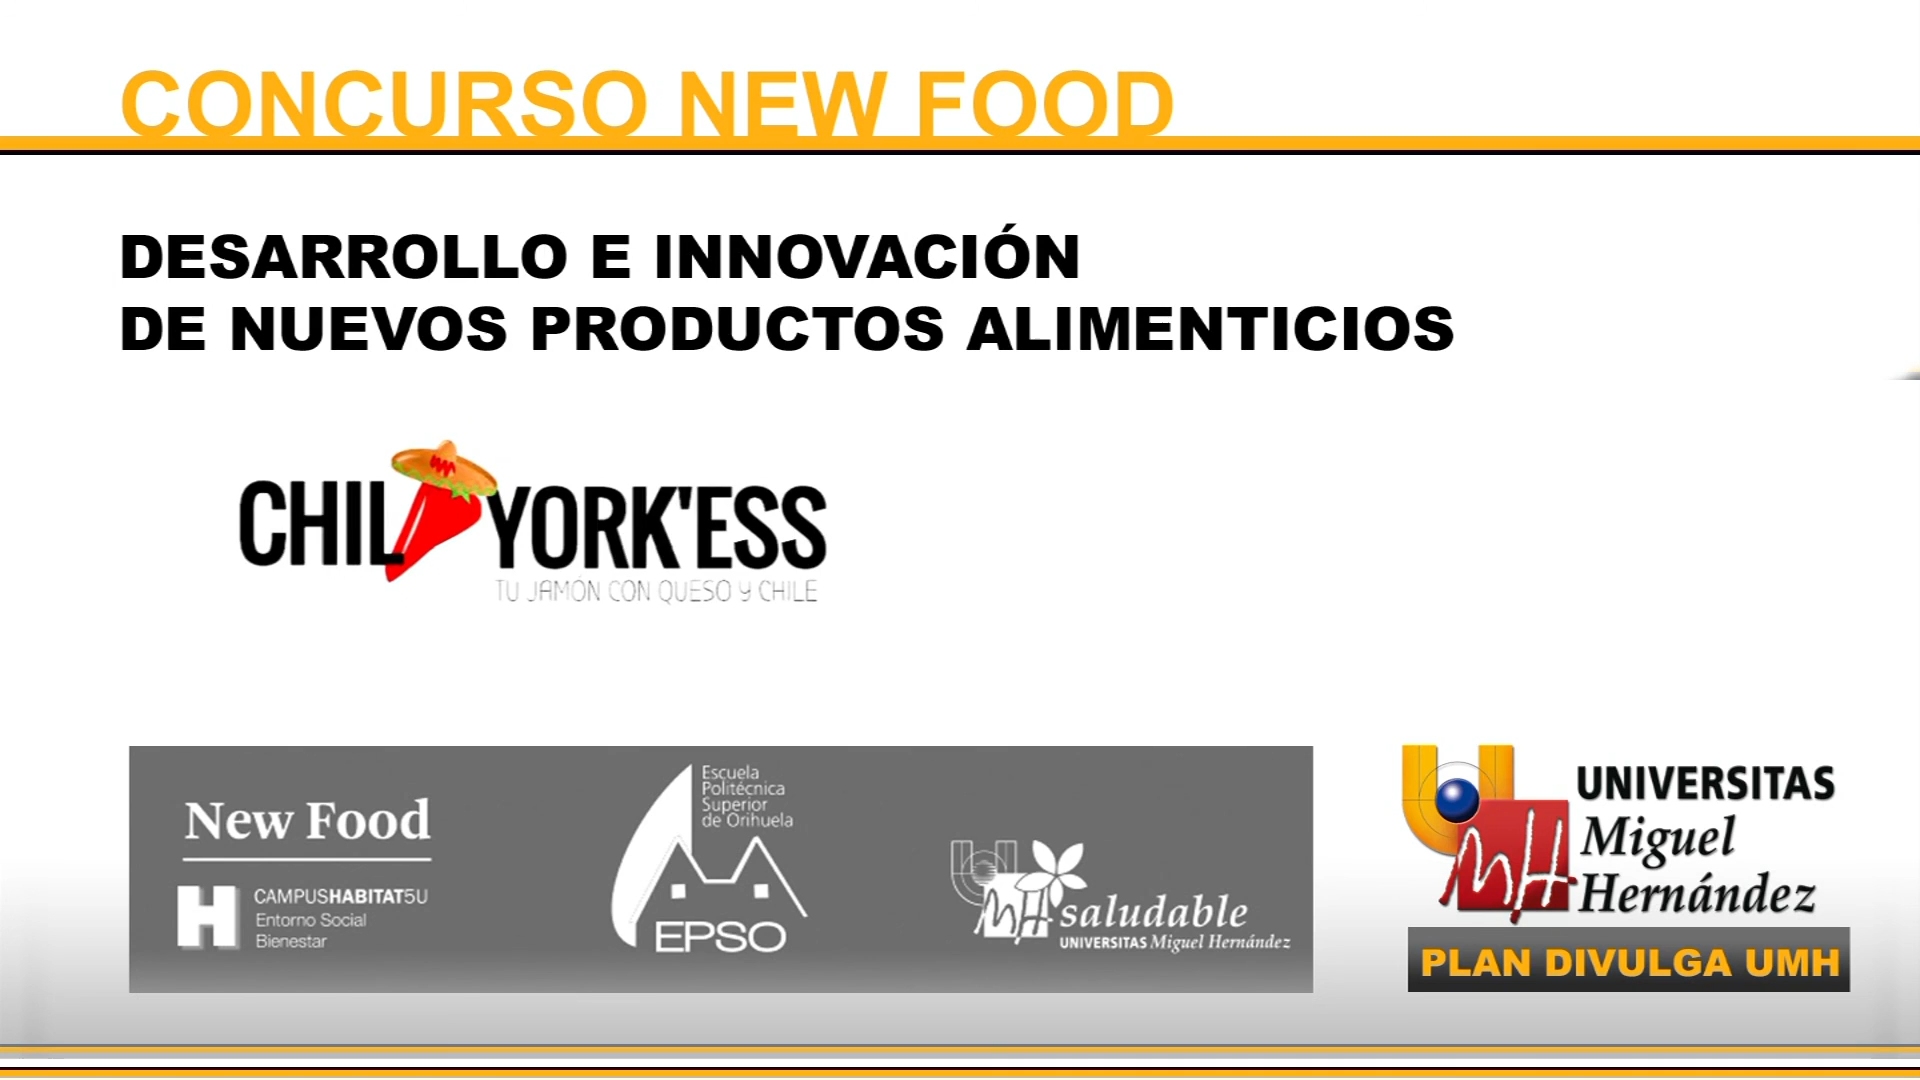 CONCURSO NEW FOOD
DESARROLLO E INNOVACIÓN
DE NUEVOS PRODUCTOS ALIMENTICIOS
CHIL YORK'ESS
TU JAMÓN CON QUESO Y CHILE
New Food
H CAMPUSHABITAT5U
Entorno Social
Bienestar
Escuela
Politécnica
Superior
de Orihuela
EPSO
UMH saludable
UNIVERSITAS Miguel Hernández
UMH
UNIVERSITAS
Miguel
Hernández
PLAN DIVULGA UMH